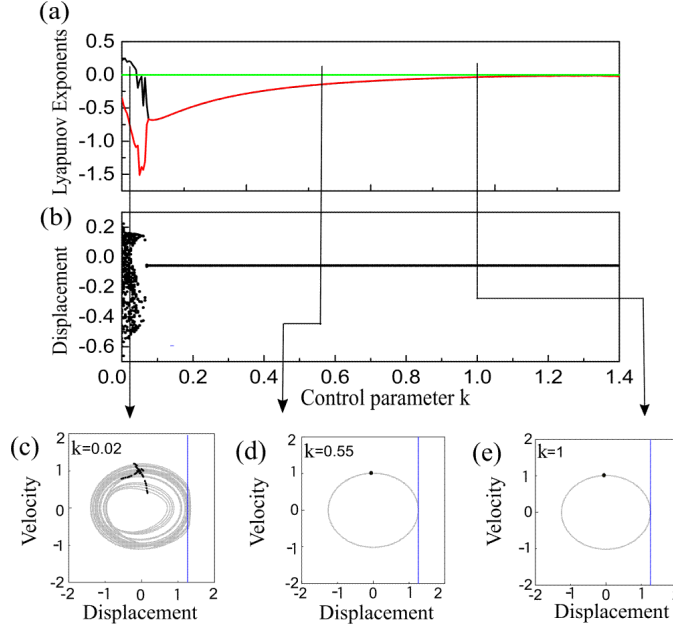 (a)
Lyapunov Exponents
0.5
0.0
-0.5
-1.0
-1.5
(b)
Displacement
0.2
0.0
-0.2
-0.4
-0.6
0.0 0.2 0.4 0.6 0.8 1.0 1.2 1.4
Control parameter k
(c)
k=0.02
Velocity
2
1
0
-1
-2
-2 -1 0 1 2
Displacement
(d)
k=0.55
Velocity
2
1
0
-1
-2
-2 -1 0 1 2
Displacement
(e)
k=1
Velocity
2
1
0
-1
-2
-2 -1 0 1 2
Displacement